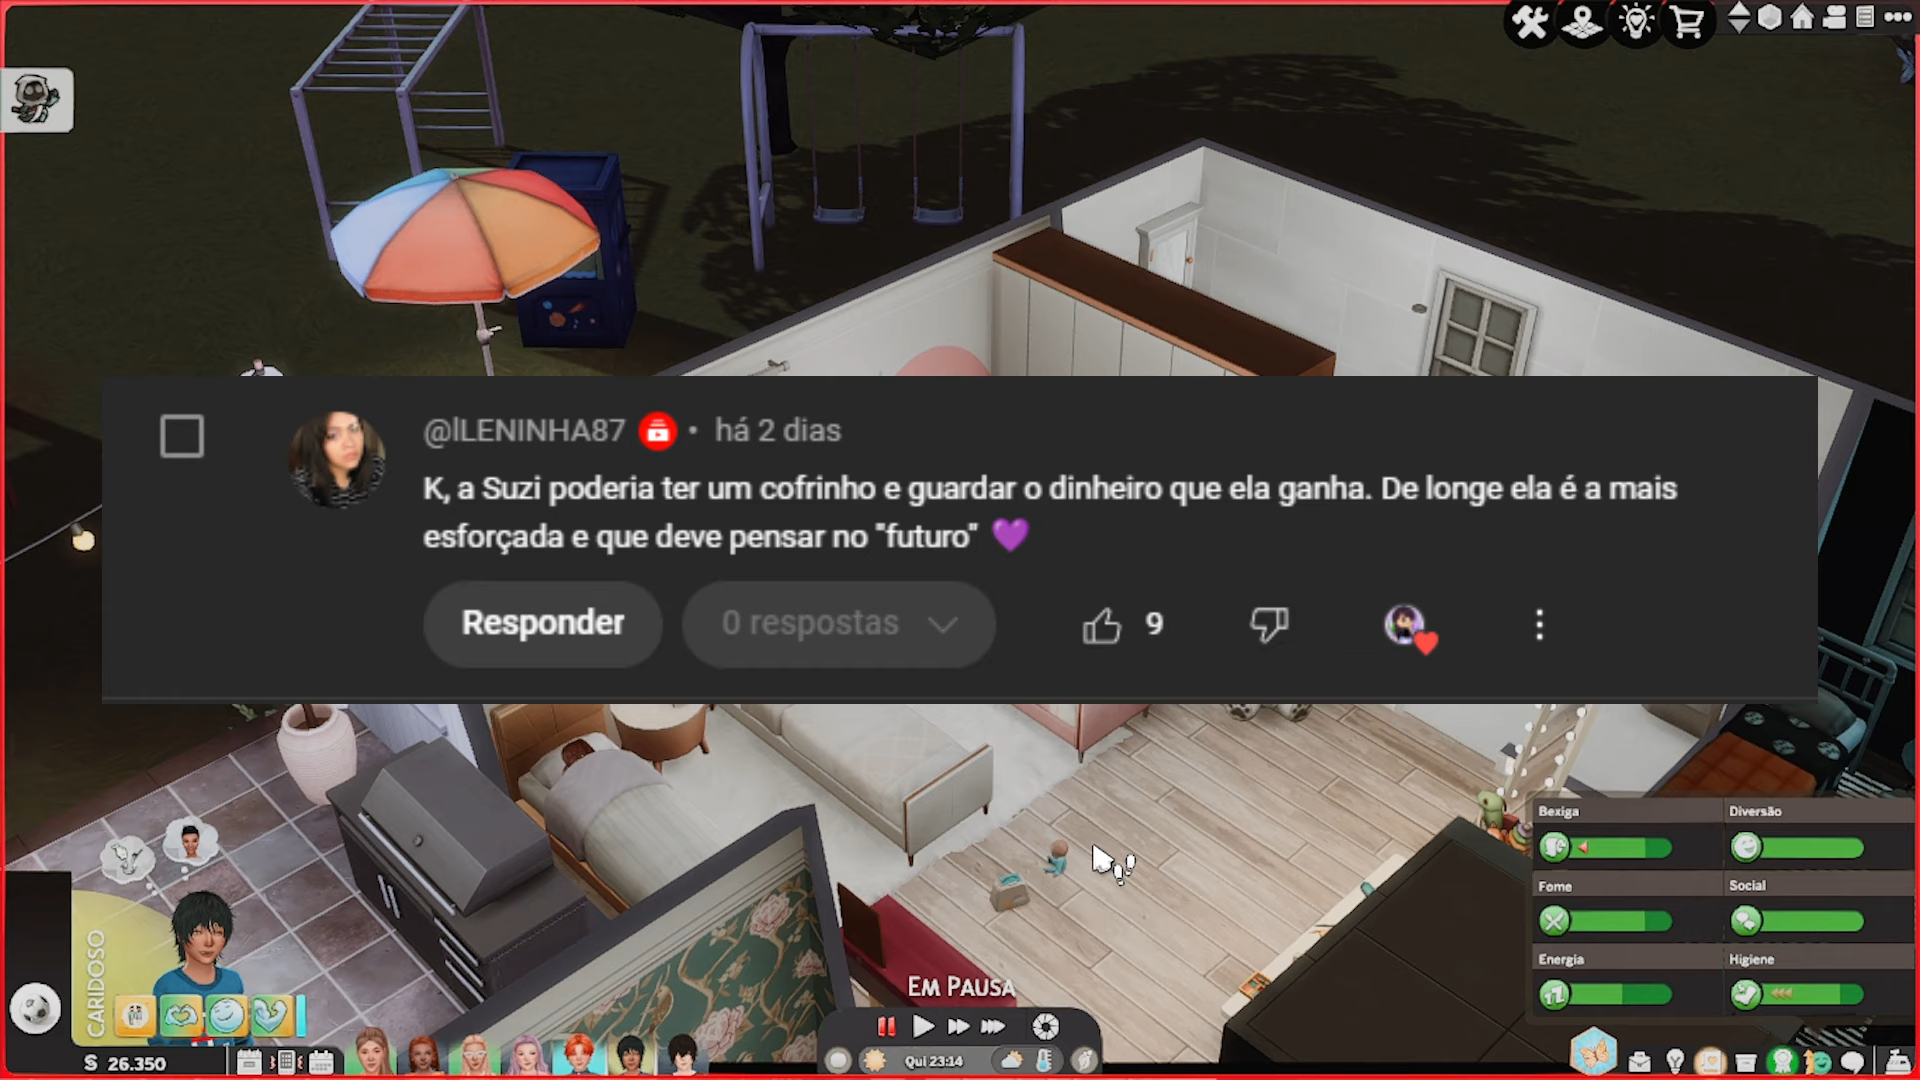 @lLENINHA87 • há 2 dias
K, a Suzi poderia ter um cofrinho e guardar o dinheiro que ela ganha. De longe ela é a mais
esforçada e que deve pensar no "futuro" 💜
Responder
0 respostas
9
Bexiga
Diversão
Fome
Social
Energia
Higiene
CARIDOSO
EM PAUSA
Qui 23:14
S 26.350